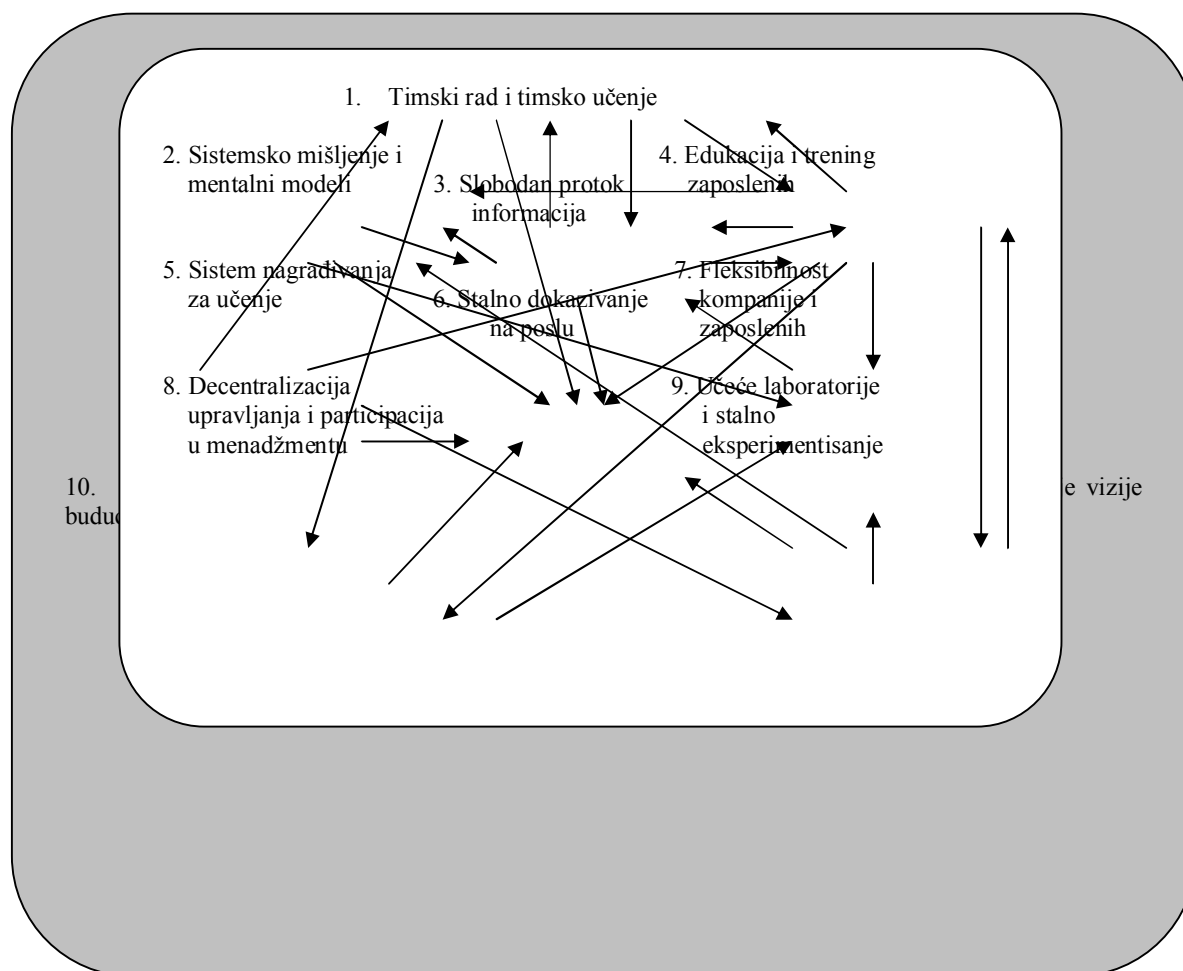 1. Timski rad i timsko učenje
2. Sistemsko mišljenje i
mentalni modeli
3. Slobodan protok
informacija
4. Edukacija i trening
zaposlenih
5. Sistem nagrađivanja
za učenje
6. Stalno dokazivanje
na poslu
7. Fleksibilnost
kompanije i
zaposlenih
8. Decentralizacija
upravljanja i participacija
u menadžmentu
9. Učeće laboratorije
i stalno
eksperimentisanje
10. e vizije